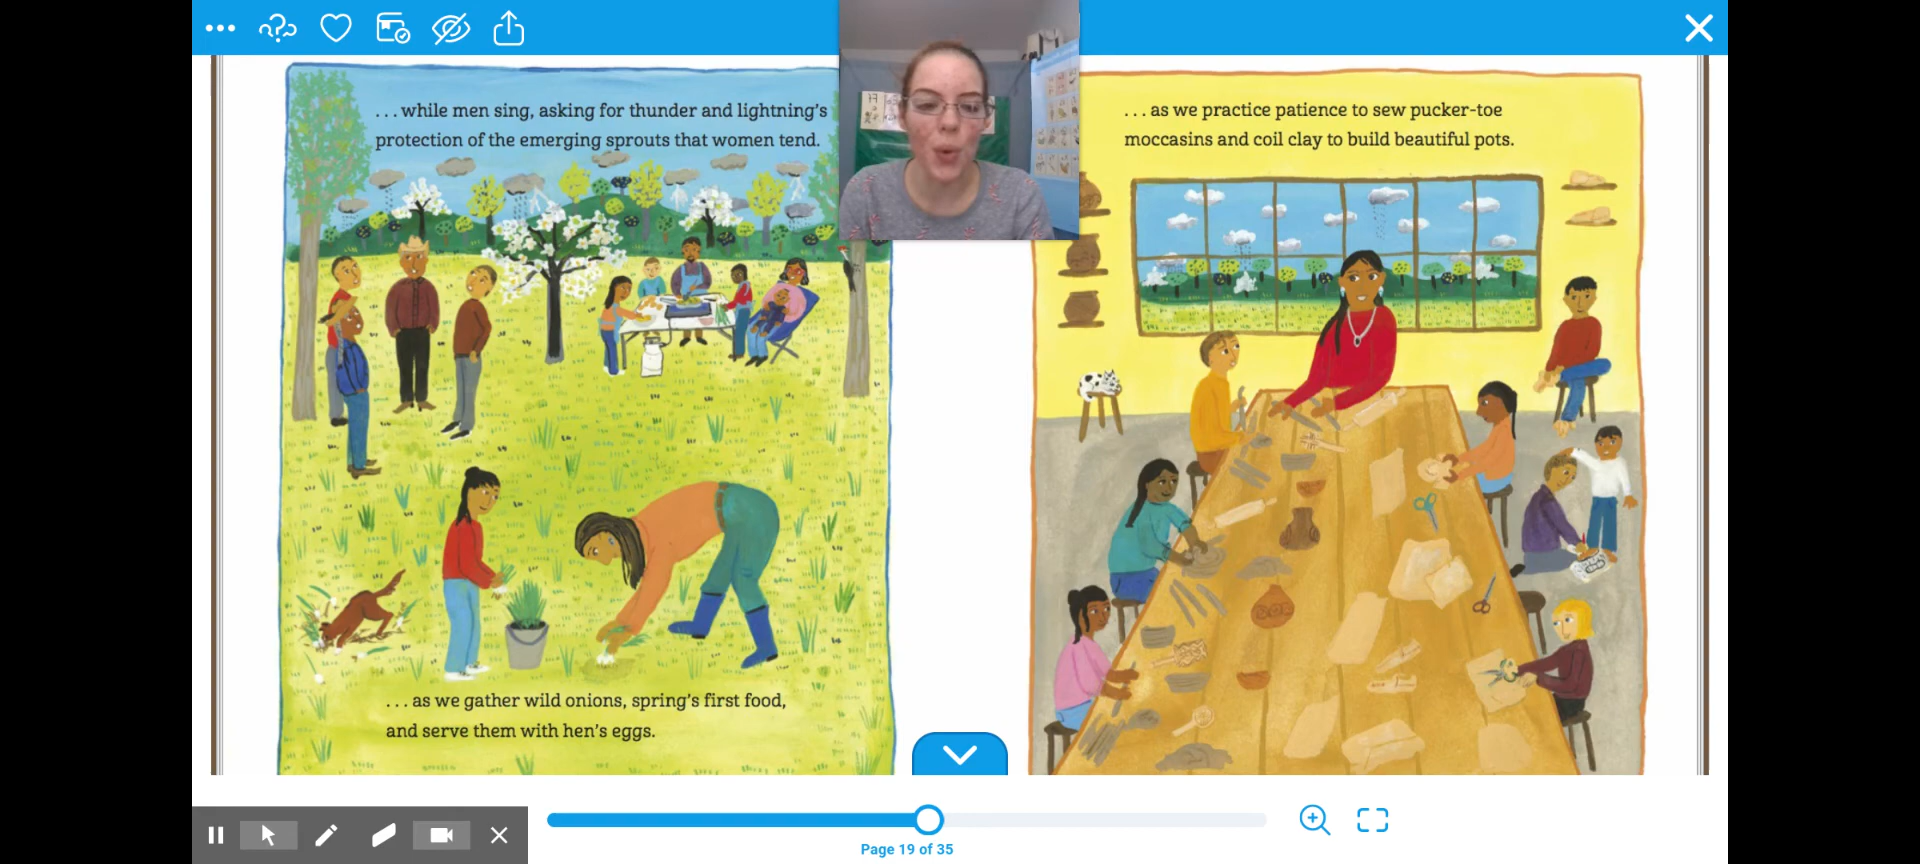 . . . while men sing, asking for thunder and lightning's
protection of the emerging sprouts that women tend.
. . . as we gather wild onions, spring's first food,
and serve them with hen's eggs.
. . . as we practice patience to sew pucker-toe
moccasins and coil clay to build beautiful pots.
Page 19 of 35